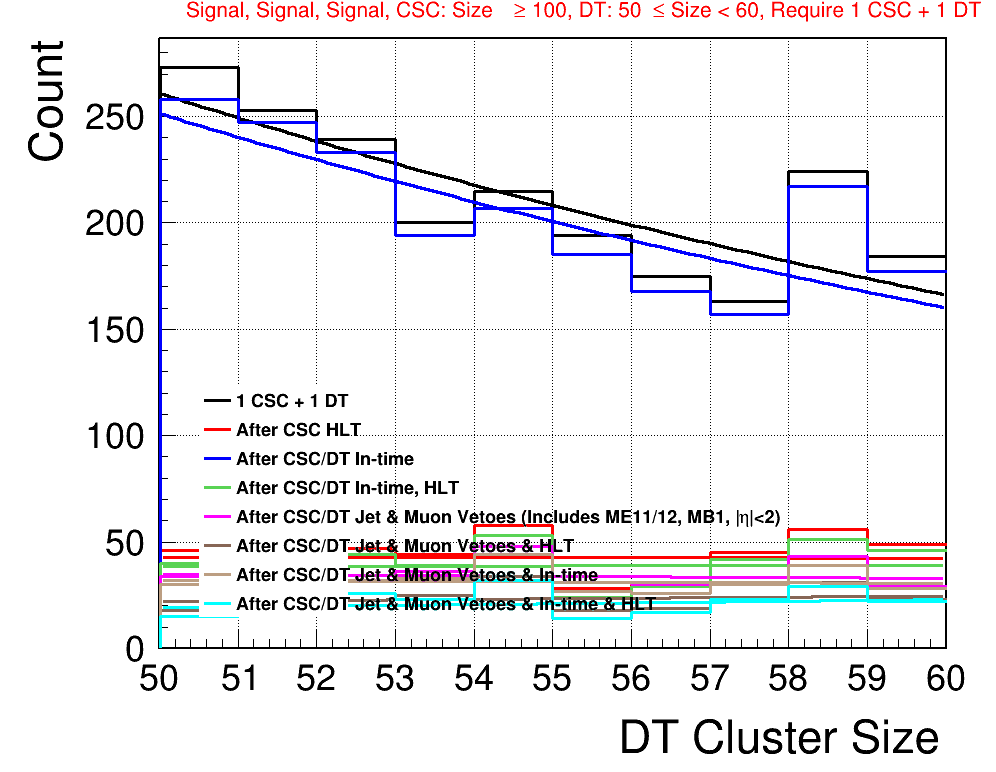 Signal, Signal, Signal, CSC: Size ≥ 100, DT: 50 ≤ Size < 60, Require 1 CSC + 1 DT
Count
250
200
150
100
50
0
1 CSC + 1 DT
After CSC HLT
After CSC/DT In-time
After CSC/DT In-time, HLT
After CSC/DT Jet & Muon Vetoes (Includes ME11/12, MB1, |η|<2)
After CSC/DT Jet & Muon Vetoes & HLT
After CSC/DT Jet & Muon Vetoes & In-time
After CSC/DT Jet & Muon Vetoes & In-time & HLT
50 51 52 53 54 55 56 57 58 59 60
DT Cluster Size